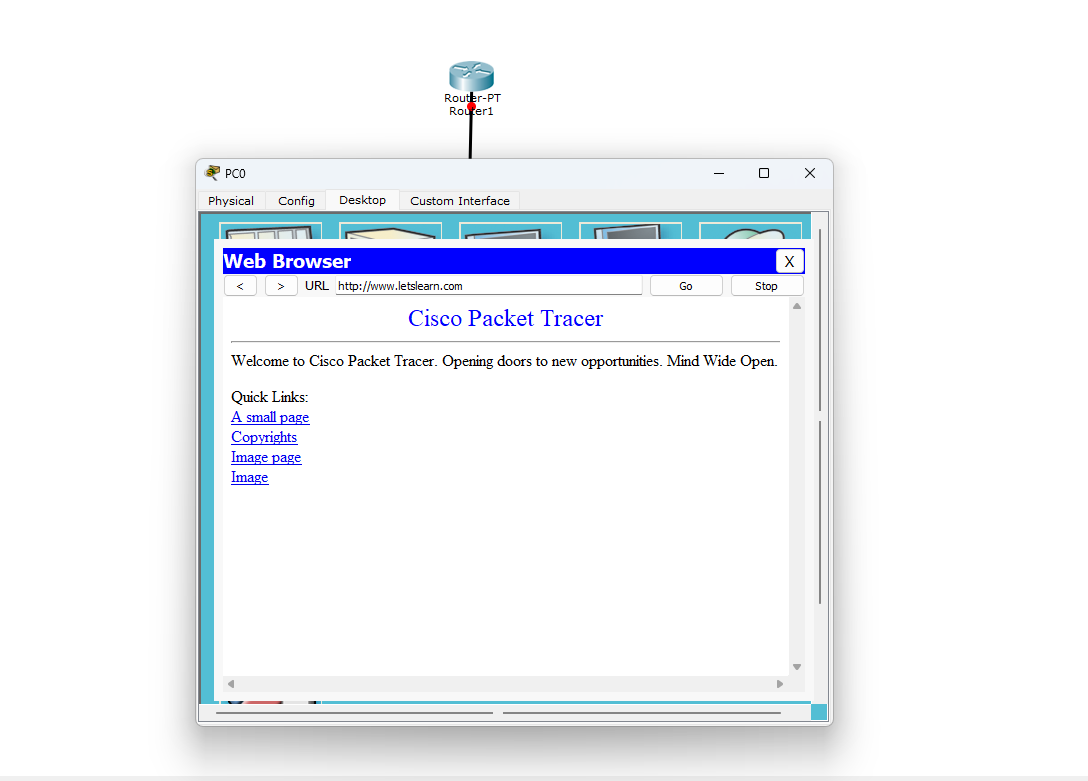 Router-PT
Router1
PC0
Physical Config Desktop Custom Interface
Web Browser X
< > URL http://www.letslearn.com Go Stop
Cisco Packet Tracer
Welcome to Cisco Packet Tracer. Opening doors to new opportunities. Mind Wide Open.
Quick Links:
A small page
Copyrights
Image page
Image